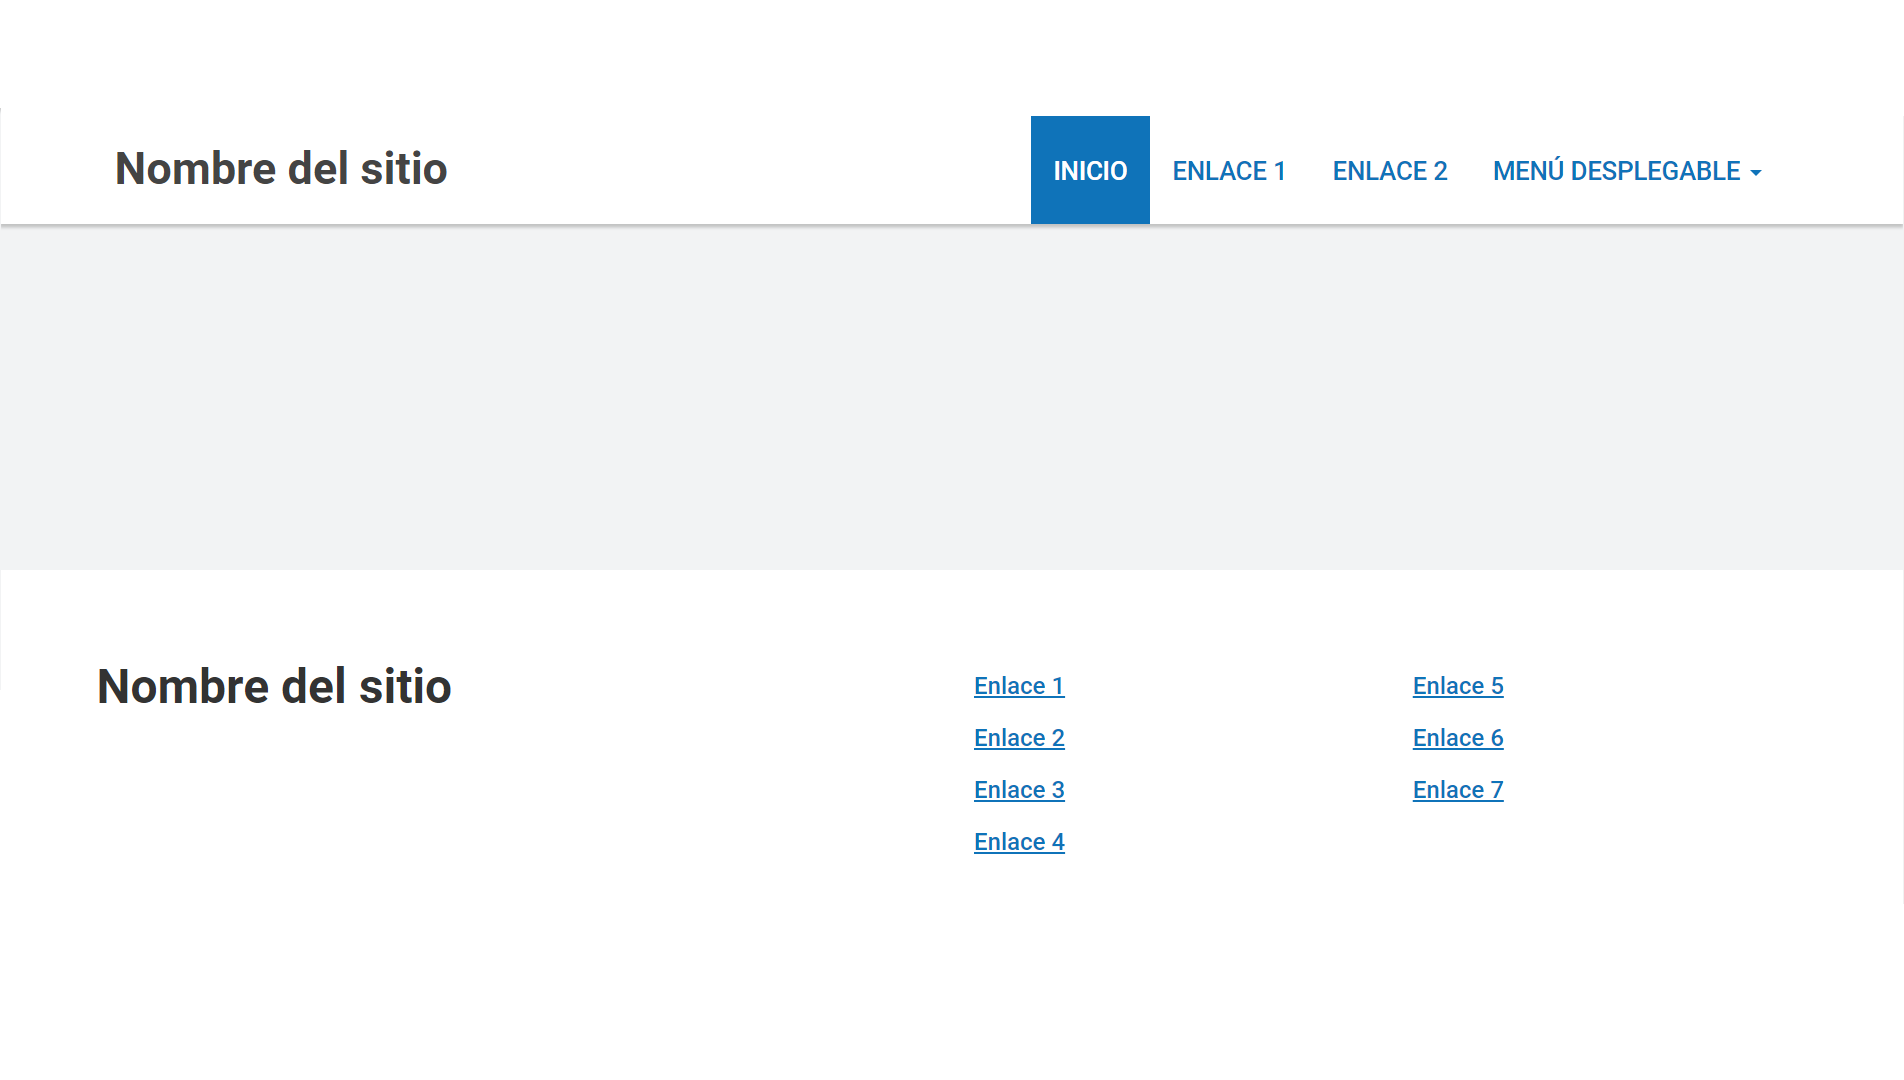 Nombre del sitio
INICIO ENLACE 1 ENLACE 2 MENÚ DESPLEGABLE
Nombre del sitio
Enlace 1
Enlace 2
Enlace 3
Enlace 4
Enlace 5
Enlace 6
Enlace 7